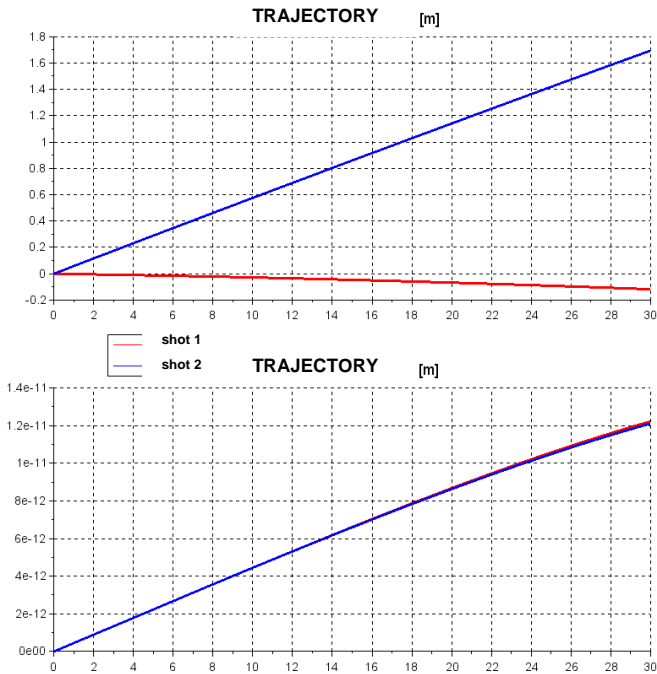 TRAJECTORY [m]
1.8
1.6
1.4
1.2
1
0.8
0.6
0.4
0.2
0
-0.2
0 2 4 6 8 10 12 14 16 18 20 22 24 26 28 30
shot 1
shot 2
TRAJECTORY [m]
1.4e-11
1.2e-11
1e-11
8e-12
6e-12
4e-12
2e-12
0e00
0 2 4 6 8 10 12 14 16 18 20 22 24 26 28 30